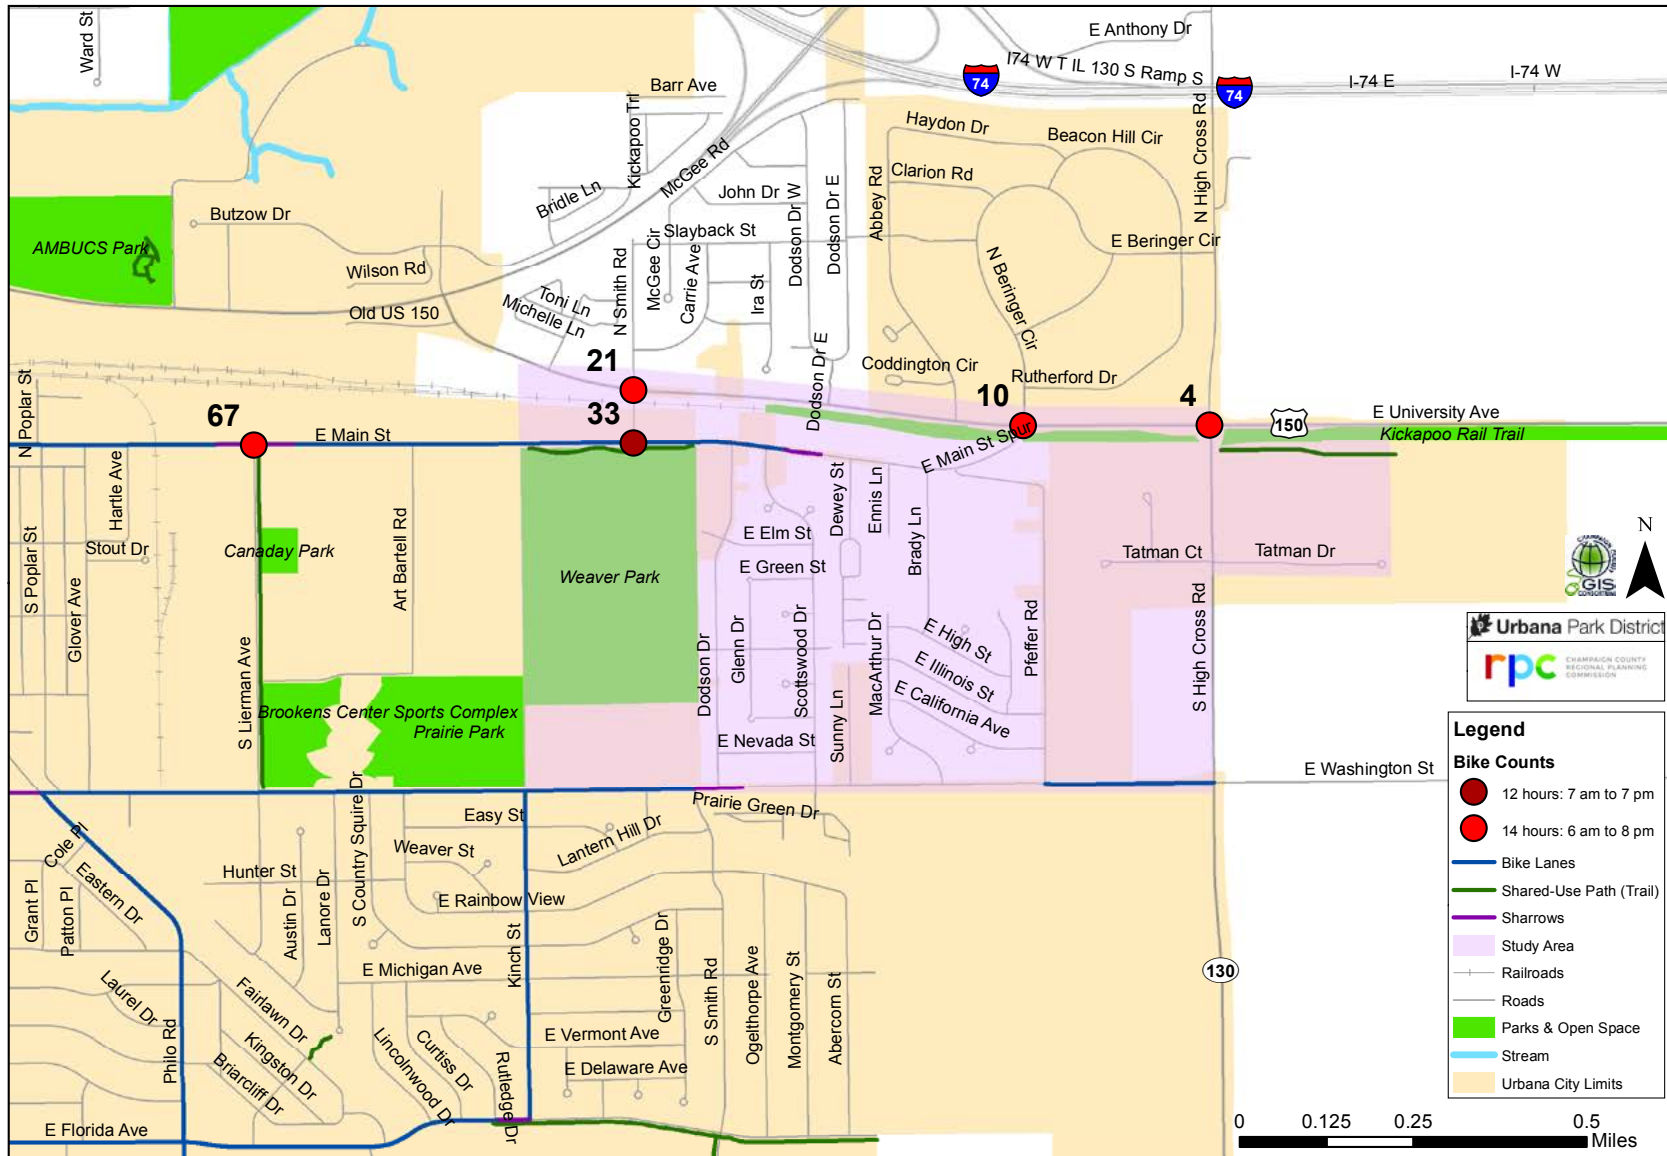 Ward St
E Anthony Dr
I74 W T IL 130 S Ramp S
74
74
I-74 E
I-74 W
Barr Ave
Kickapoo Trl
McGee Rd
Haydon Dr
Beacon Hill Cir
N High Cross Rd
Clarion Rd
Abbey Rd
Bridle Ln
John Dr
Dodson Dr W
Dodson Dr E
Butzow Dr
AMBUCS Park
Slayback St
McGee Cir
E Beringer Cir
N Beringer Cir
Wilson Rd
N Smith Rd
Carrie Ave
Ira St
Toni Ln
Michelle Ln
Old US 150
Dodson Dr E
Coddington Cir
Rutherford Dr
N Poplar St
21
67
33
10
4
E Main St
E University Ave
150
Kickapoo Rail Trail
E Main St Spur
Hartle Ave
Stout Dr
S Poplar St
Glover Ave
Canaday Park
Art Bartell Rd
Weaver Park
E Elm St
E Green St
Dewey St
Ennis Ln
Brady Ln
Tatman Ct
Tatman Dr
N
CHAMPAIGN COUNTY
GIS
CONSORTIUM
Urbana Park District
rpc
CHAMPAIGN COUNTY
REGIONAL PLANNING
COMMISSION
S Lierman Ave
Dodson Dr
Glenn Dr
Scottswood Dr
Sunny Ln
MacArthur Dr
E High St
E Illinois St
E California Ave
Pfeffer Rd
S High Cross Rd
Brookens Center Sports Complex
Prairie Park
E Nevada St
E Washington St
Prairie Green Dr
Legend
Bike Counts
12 hours: 7 am to 7 pm
14 hours: 6 am to 8 pm
Bike Lanes
Shared-Use Path (Trail)
Sharrows
Study Area
Railroads
Roads
Parks & Open Space
Stream
Urbana City Limits
Cole Pl
Eastern Dr
Grant Pl
Patton Pl
Hunter St
Austin Dr
Lanore Dr
S Country Squire Dr
Easy St
Weaver St
Lantern Hill Dr
E Rainbow View
Kinch St
E Michigan Ave
Greenridge Dr
S Smith Rd
Ogelthorpe Ave
Montgomery St
Abercorn St
130
Laurel Dr
Philo Rd
Fairlawn Dr
Kingston Dr
Briarcliff Dr
Lincolnwood Dr
Curtiss Dr
Rutledge Dr
E Vermont Ave
E Delaware Ave
E Florida Ave
0 0.125 0.25 0.5
Miles